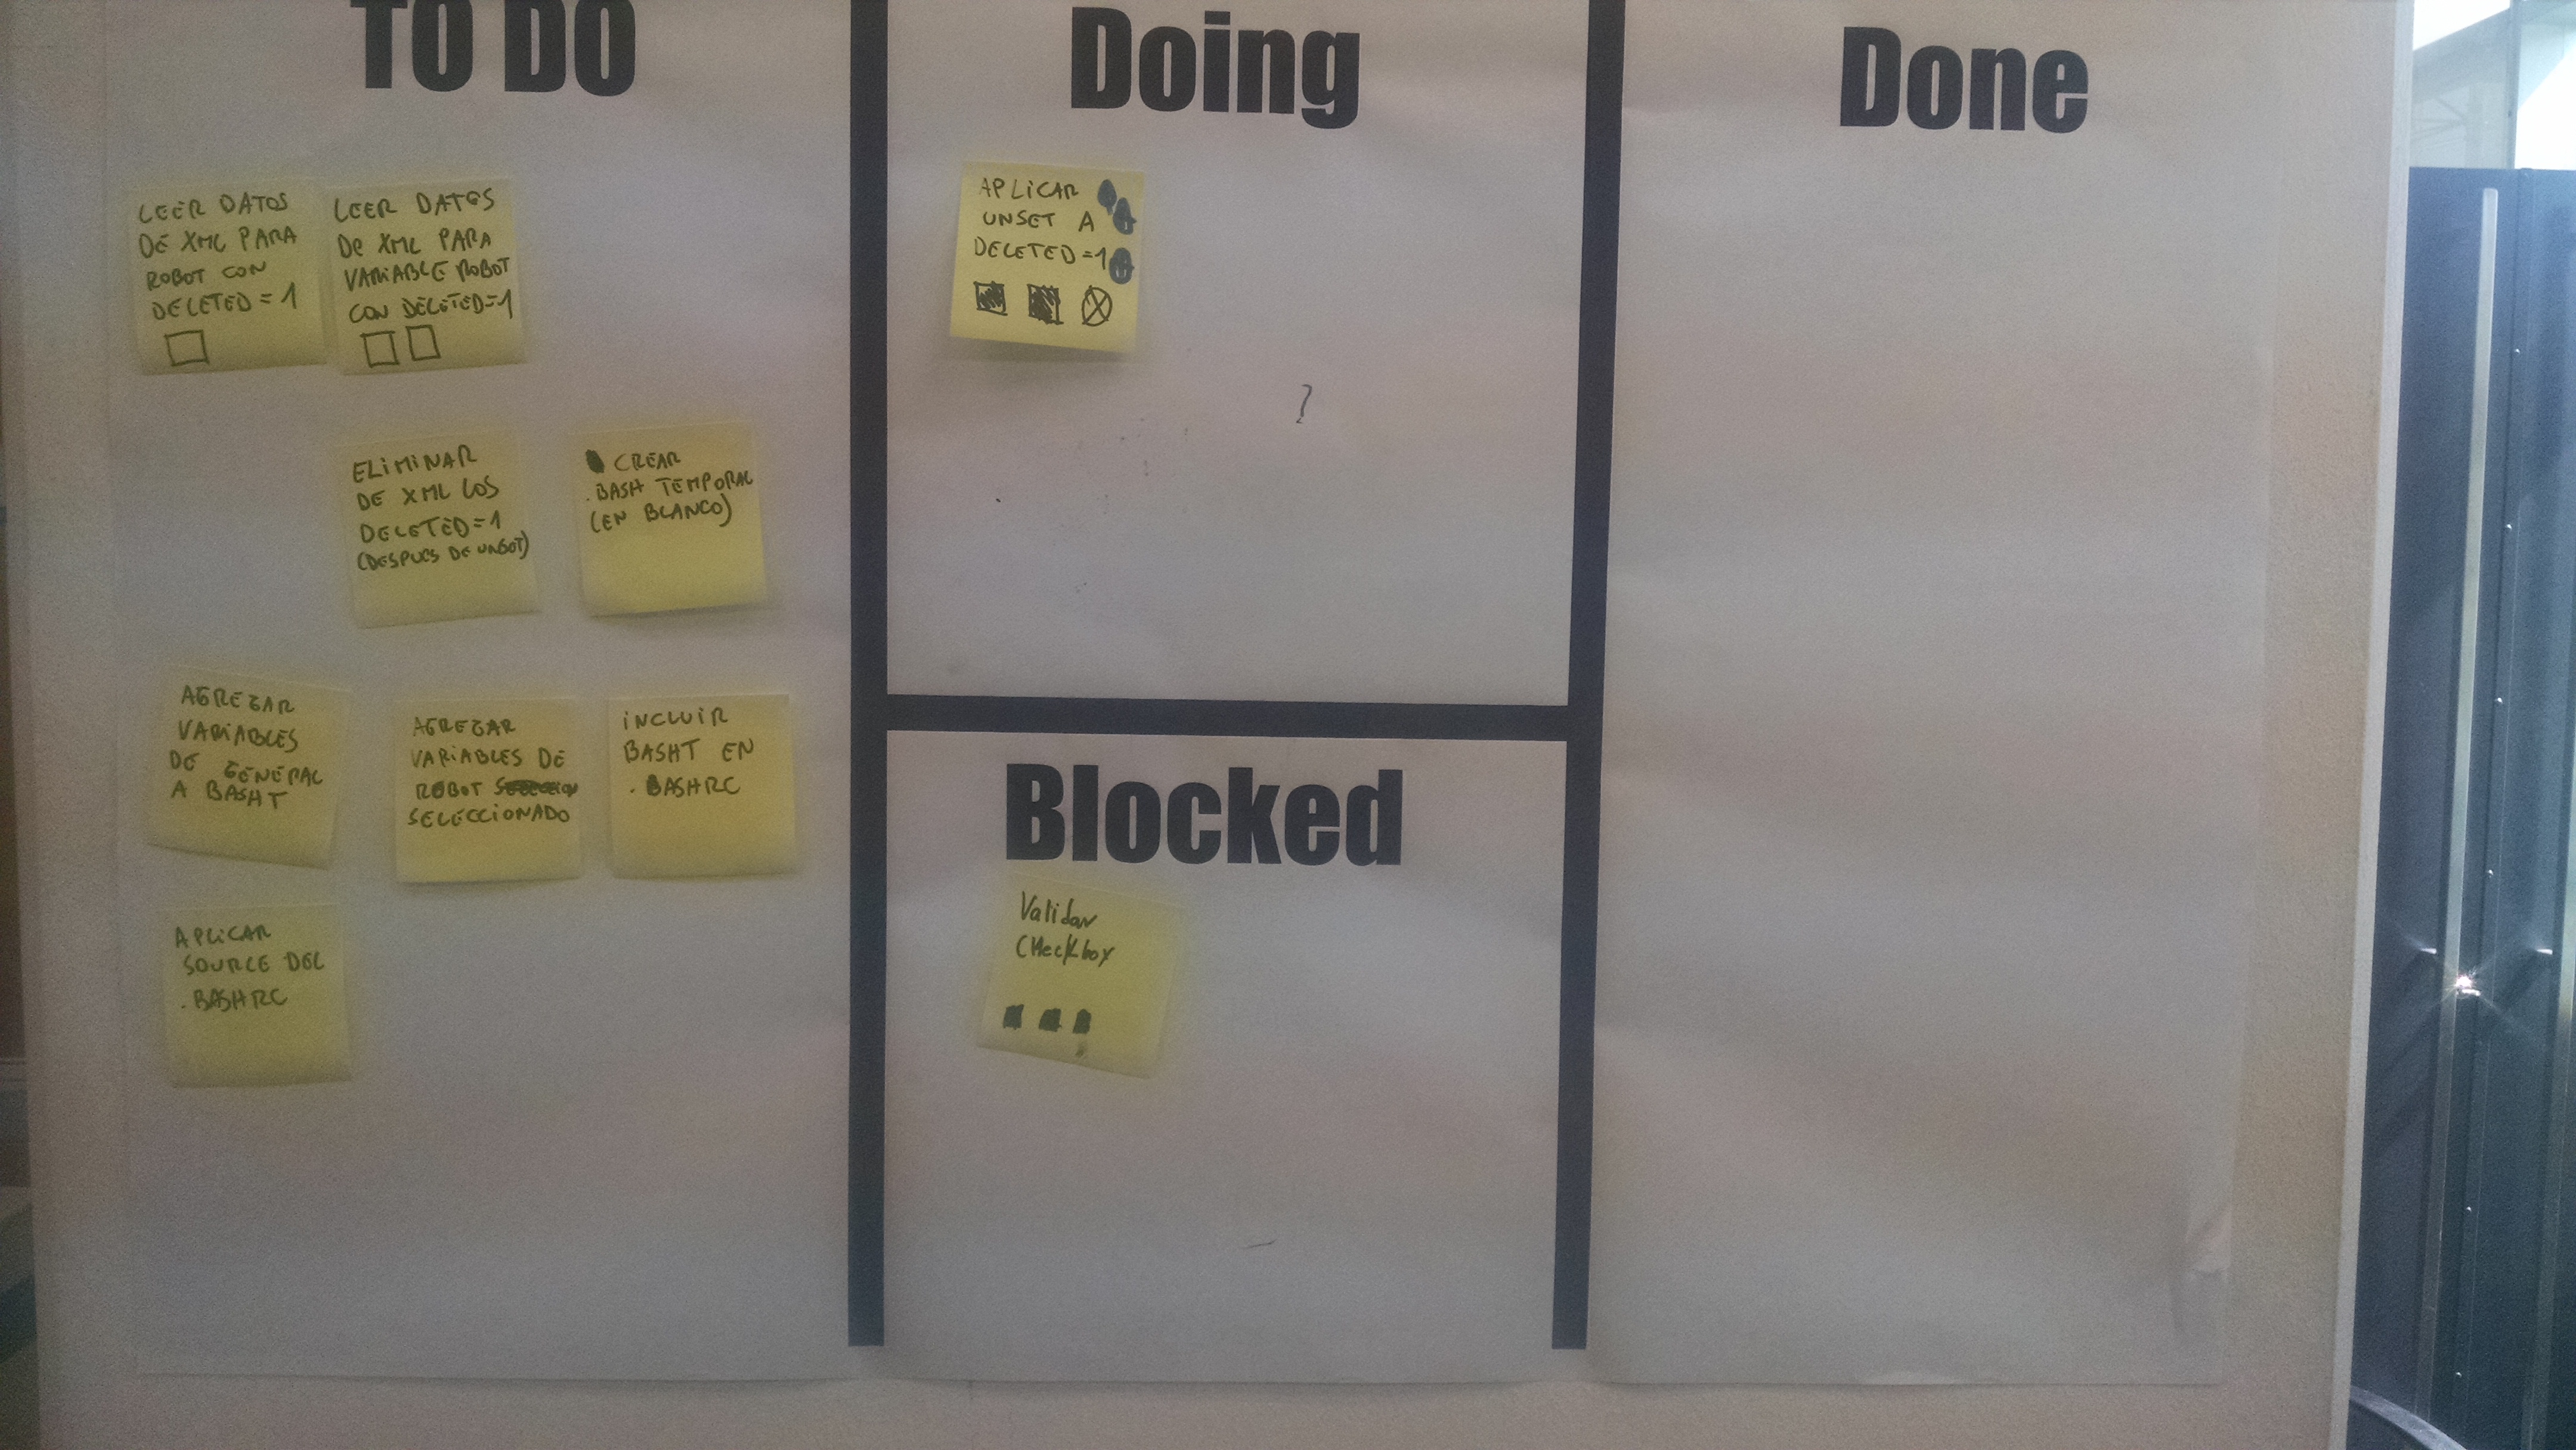 TO DO
LEER DATOS
DE XML PARA
ROBOT CON
DELETED=1
LEER DATOS
DE XML PARA
VARIABLE ROBOT
CON DELETED=1
ELIMINAR
DE XML LOS
DELETED=1
(DESPUES DE UNSET)
CREAR
.BASH TEMPORAL
(EN BLANCO)
AGREGAR
VARIABLES
DE GENERAL
A BASHT
AGREGAR
VARIABLES DE
ROBOT
SELECCIONADO
INCLUIR
BASHT EN
.BASHRC
APLICAR
SOURCE DEL
.BASHRC
Doing
APLICAR
UNSET A
DELETED=1
Blocked
Validar
CHeckbox
Done